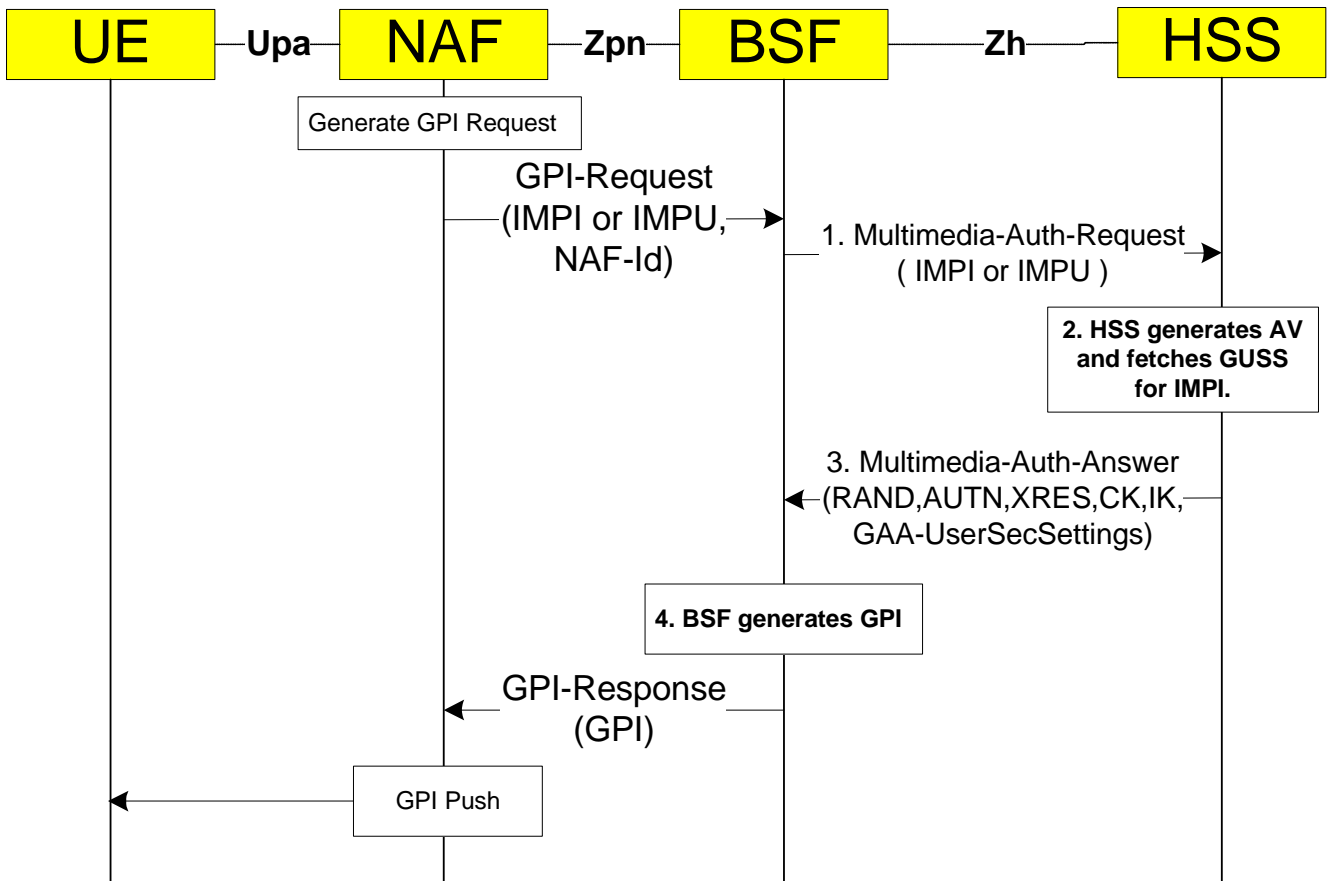 UE
Upa
NAF
Zpn
BSF
Zh
HSS
Generate GPI Request
GPI-Request
(IMPI or IMPU,
NAF-Id)
1. Multimedia-Auth-Request
( IMPI or IMPU )
2. HSS generates AV
and fetches GUSS
for IMPI.
3. Multimedia-Auth-Answer
(RAND,AUTN,XRES,CK,IK,
GAA-UserSecSettings)
4. BSF generates GPI
GPI-Response
(GPI)
GPI Push